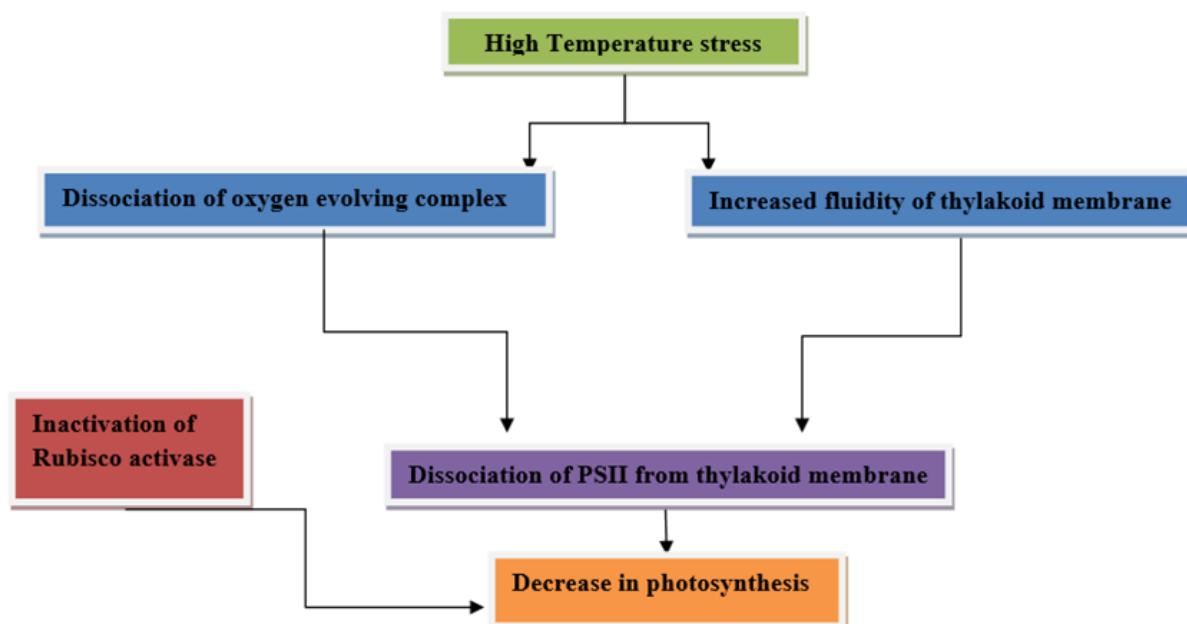 High Temperature stress
Dissociation of oxygen evolving complex
Increased fluidity of thylakoid membrane
Inactivation of
Rubisco activase
Dissociation of PSII from thylakoid membrane
Decrease in photosynthesis